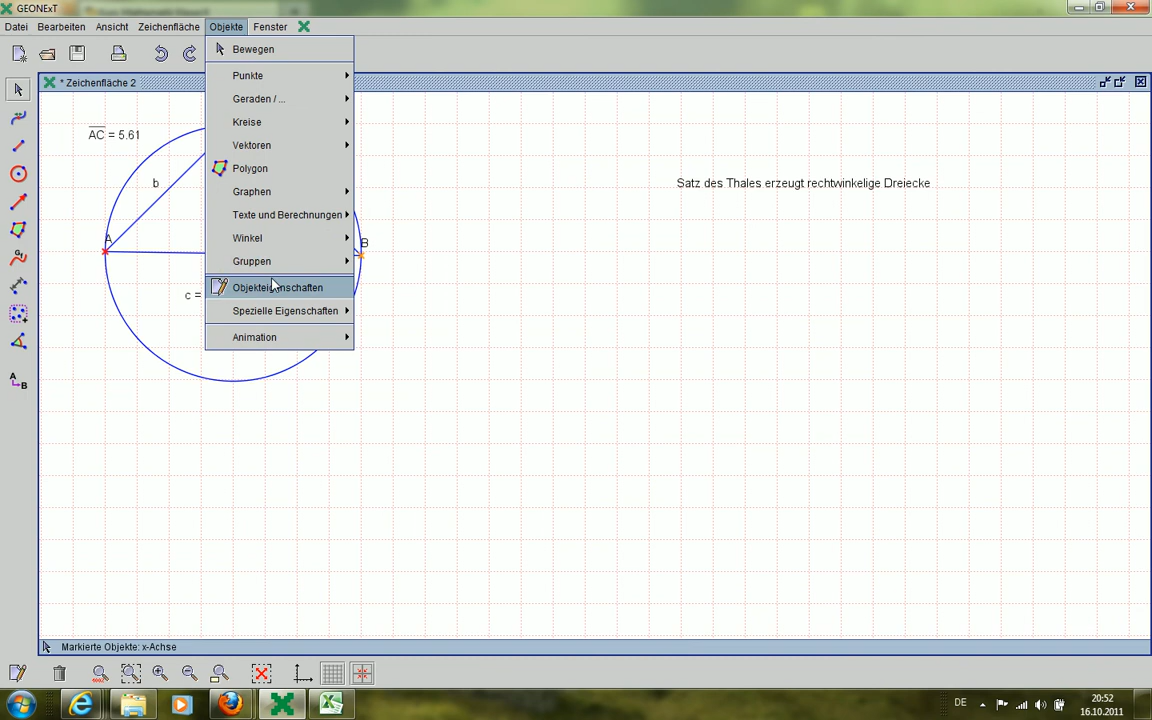 GEONExT
Datei Bearbeiten Ansicht Zeichenfläche Objekte Fenster
Bewegen
* Zeichenfläche 2
Punkte
Geraden / ...
Kreise
AC = 5.61
Vektoren
Polygon
b
Satz des Thales erzeugt rechtwinkelige Dreiecke
Graphen
Texte und Berechnungen
Winkel
A
B
Gruppen
Objekteigenschaften
c =
Spezielle Eigenschaften
Animation
Markierte Objekte: x-Achse
DE
20:52
16.10.2011